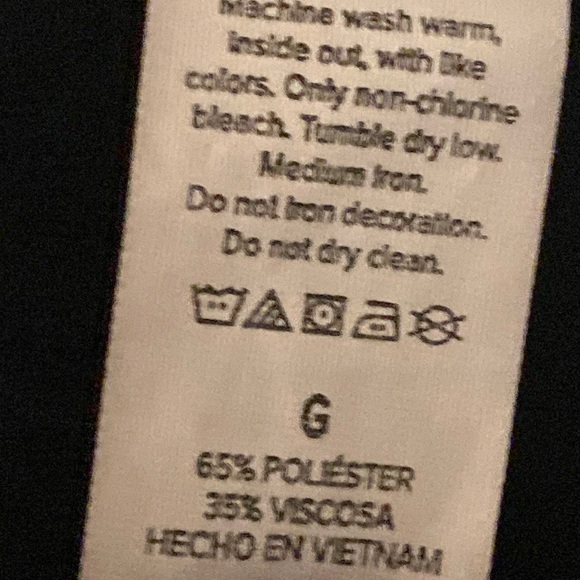 Machine wash warm,
inside out, with like
colors. Only non-chlorine
bleach. Tumble dry low.
Medium iron.
Do not iron decoration.
Do not dry clean.
G
65% POLIÉSTER
35% VISCOSA
HECHO EN VIETNAM